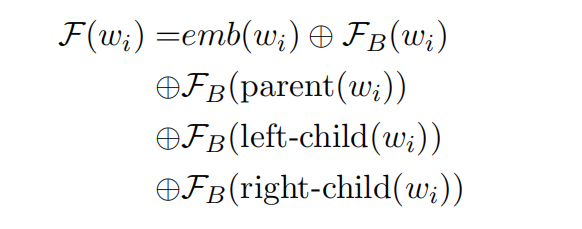 ℱ(wᵢ) =emb(wᵢ) ⊕ ℱ_B(wᵢ)
⊕ℱ_B(parent(wᵢ))
⊕ℱ_B(left-child(wᵢ))
⊕ℱ_B(right-child(wᵢ))